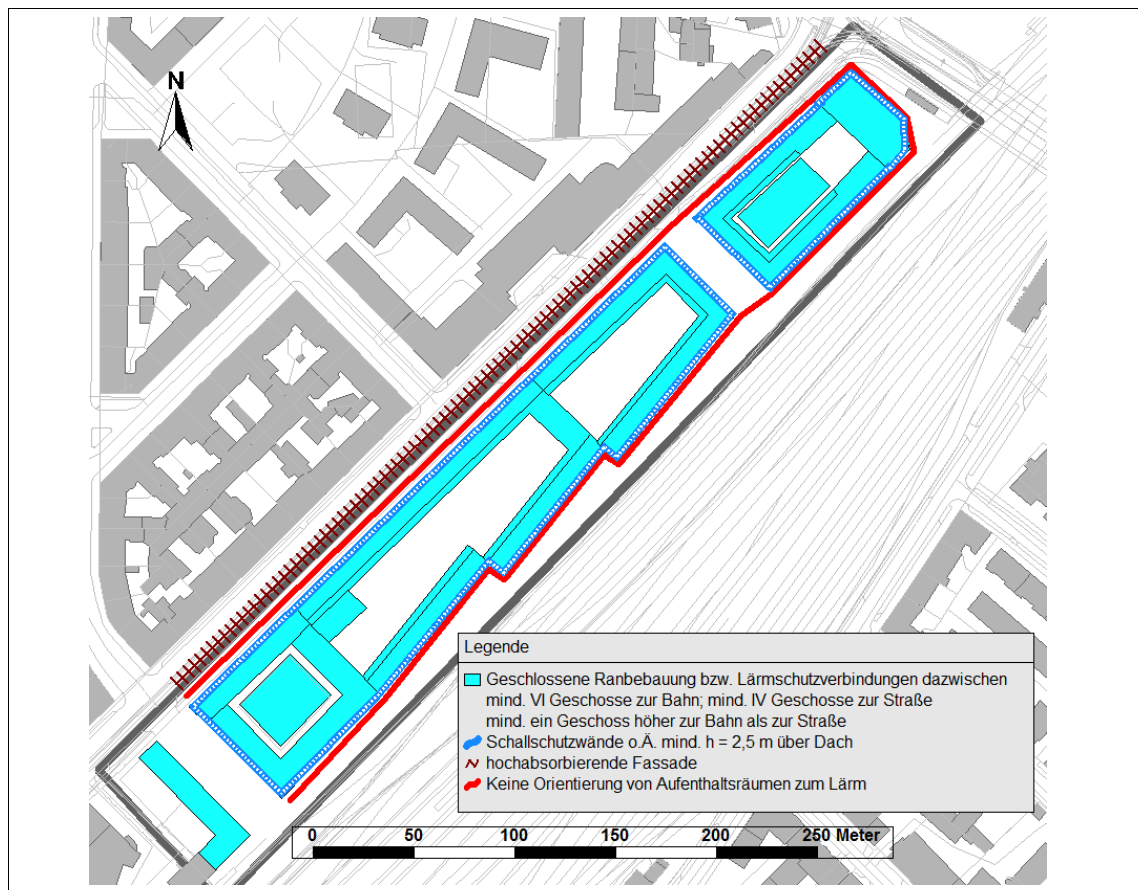 N
Legende
Geschlossene Ranbebauung bzw. Lärmschutzverbindungen dazwischen
mind. VI Geschosse zur Bahn; mind. IV Geschosse zur Straße
mind. ein Geschoss höher zur Bahn als zur Straße
Schallschutzwände o.Ä. mind. h = 2,5 m über Dach
hochabsorbierende Fassade
Keine Orientierung von Aufenthaltsräumen zum Lärm
0 50 100 150 200 250 Meter